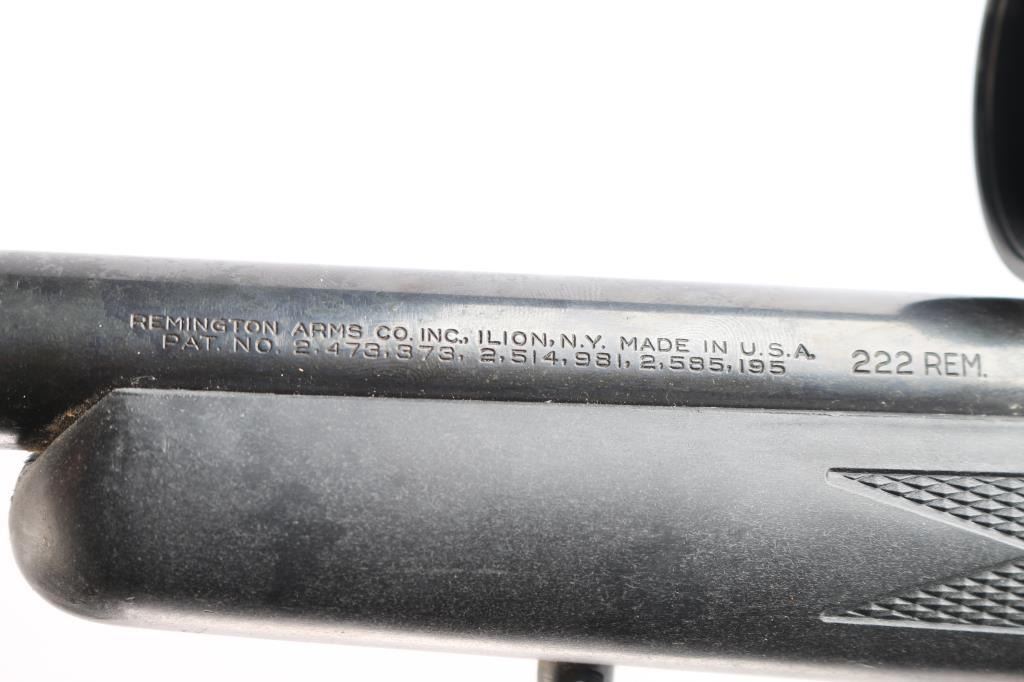 REMINGTON ARMS CO. INC., ILION, N.Y. MADE IN U.S.A.
PAT. NO. 2,473,373, 2,514,981, 2,585,195
222 REM.